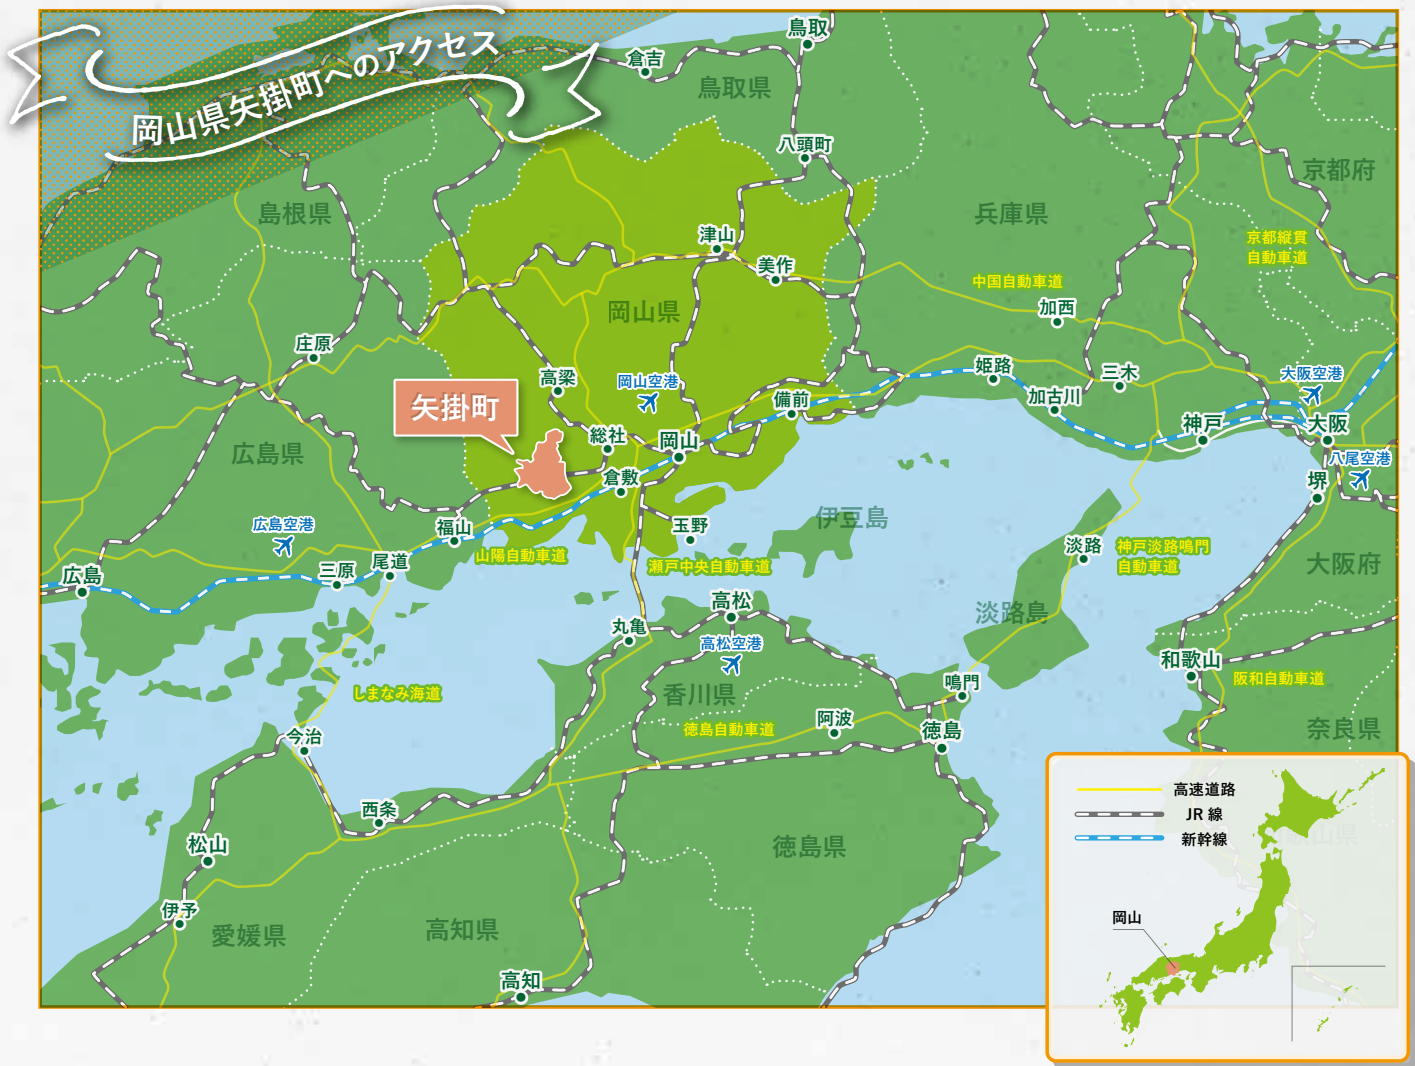 岡山県矢掛町へのアクセス
鳥取
倉吉
鳥取県
八頭町
京都府
島根県
兵庫県
津山
京都縦貫
自動車道
美作
中国自動車道
岡山県
加西
庄原
姫路
三木
大阪空港
高梁
岡山空港
備前
加古川
矢掛町
神戸
大阪
総社
岡山
広島県
八尾空港
倉敷
堺
伊豆島
広島空港
福山
玉野
山陽自動車道
淡路
神戸淡路鳴門
自動車道
尾道
瀬戸中央自動車道
大阪府
広島
三原
高松
淡路島
丸亀
高松空港
和歌山
鳴門
阪和自動車道
しまなみ海道
香川県
阿波
徳島自動車道
徳島
奈良県
今治
西条
松山
徳島県
伊予
愛媛県
高知県
高知
高速道路
JR 線
新幹線
岡山